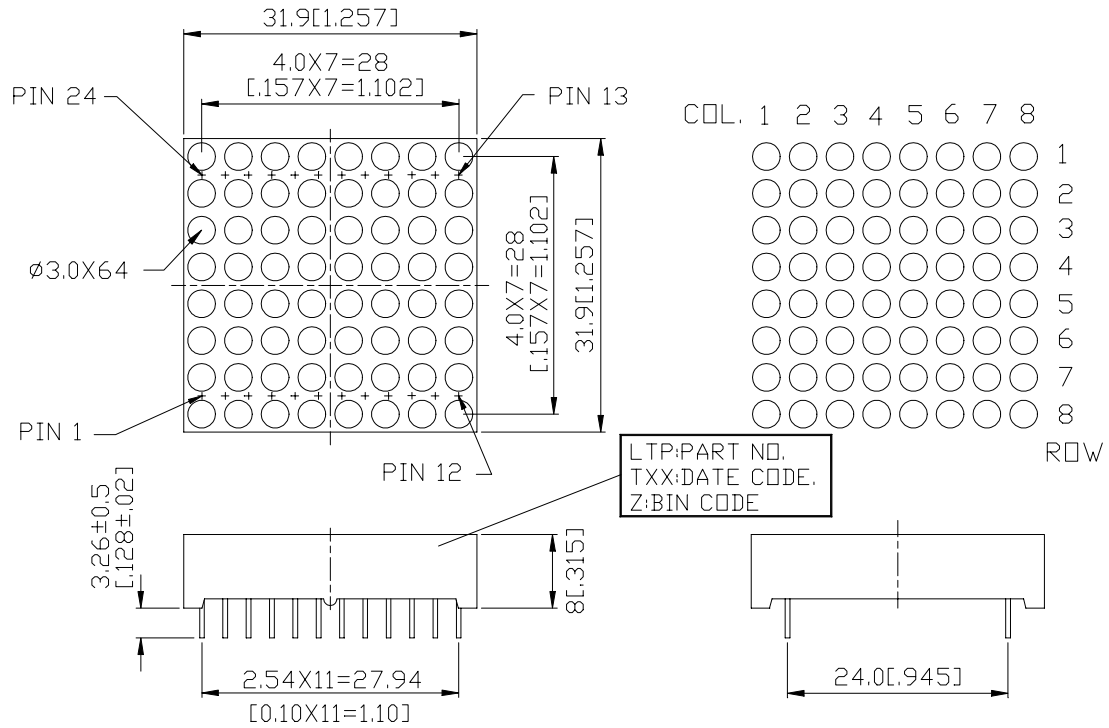 31.9[1.257]
4.0X7=28
[.157X7=1.102]
PIN 24
PIN 13
COL. 1 2 3 4 5 6 7 8
1
2
3
4
5
6
7
8
ROW
Ø3.0X64
4.0X7=28
[.157X7=1.102]
31.9[1.257]
PIN 1
PIN 12
LTP:PART NO.
TXX:DATE CODE.
Z:BIN CODE
3.26±0.5
[.128±.02]
8[.315]
2.54X11=27.94
[0.10X11=1.10]
24.0[.945]